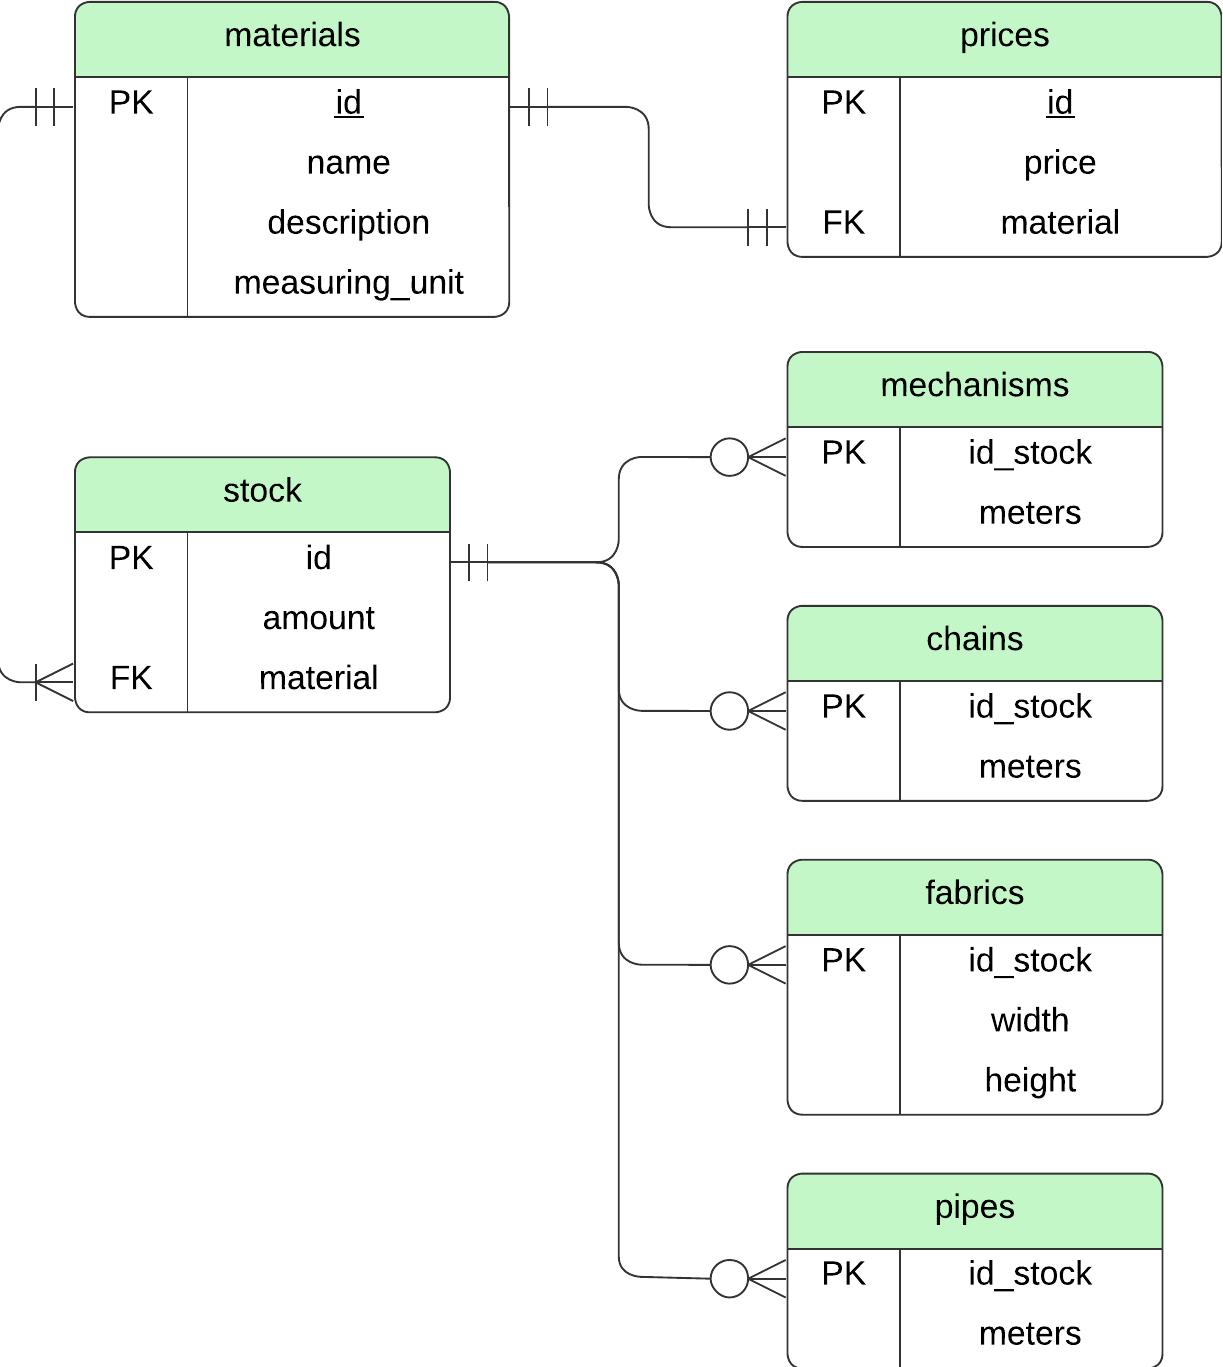 materials
PK id
name
description
measuring_unit
prices
PK id
price
FK material
stock
PK id
amount
FK material
mechanisms
PK id_stock
meters
chains
PK id_stock
meters
fabrics
PK id_stock
width
height
pipes
PK id_stock
meters